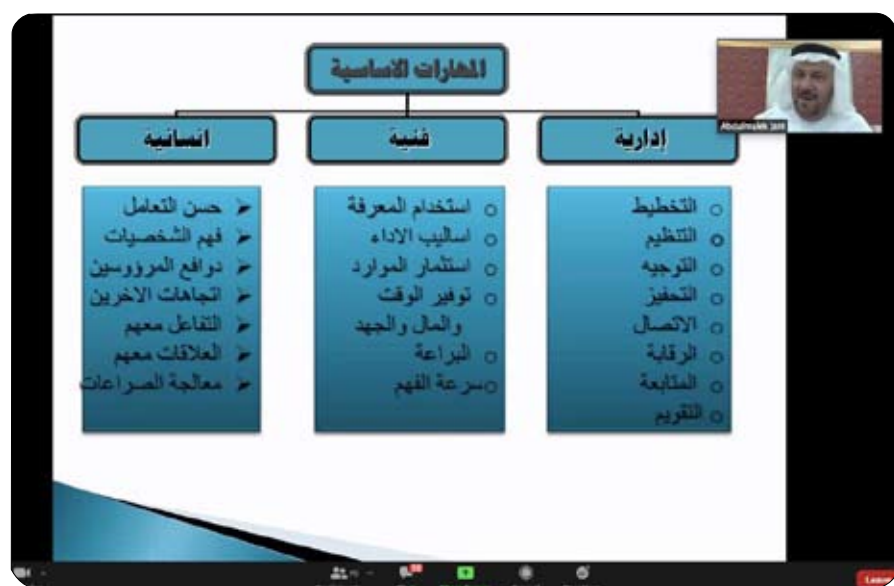 المهارات الاساسية
إدارية
التخطيط
التنظيم
التوجيه
التحفيز
الاتصال
الرقابة
المتابعة
التقويم
فنية
استخدام المعرفة
اساليب الاداء
استثمار الموارد
توفير الوقت
والمال والجهد
البراعة
سرعة الفهم
انسانية
حسن التعامل
فهم الشخصيات
دوافع المرؤوسين
اتجاهات الاخرين
التفاعل معهم
العلاقات معهم
معالجة الصراعات
Abdulmalek
Leave